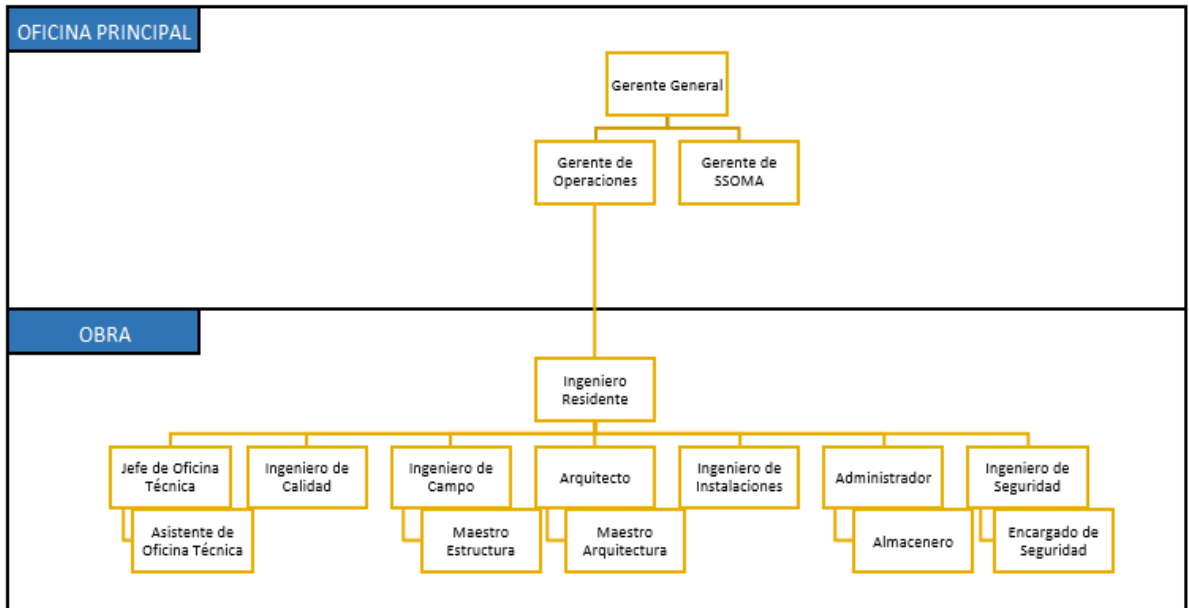 OFICINA PRINCIPAL
Gerente General
Gerente de
Operaciones
Gerente de
SSOMA
OBRA
Ingeniero
Residente
Jefe de Oficina
Técnica
Ingeniero de
Calidad
Ingeniero de
Campo
Arquitecto
Ingeniero de
Instalaciones
Administrador
Ingeniero de
Seguridad
Asistente de
Oficina Técnica
Maestro
Estructura
Maestro
Arquitectura
Almacenero
Encargado de
Seguridad